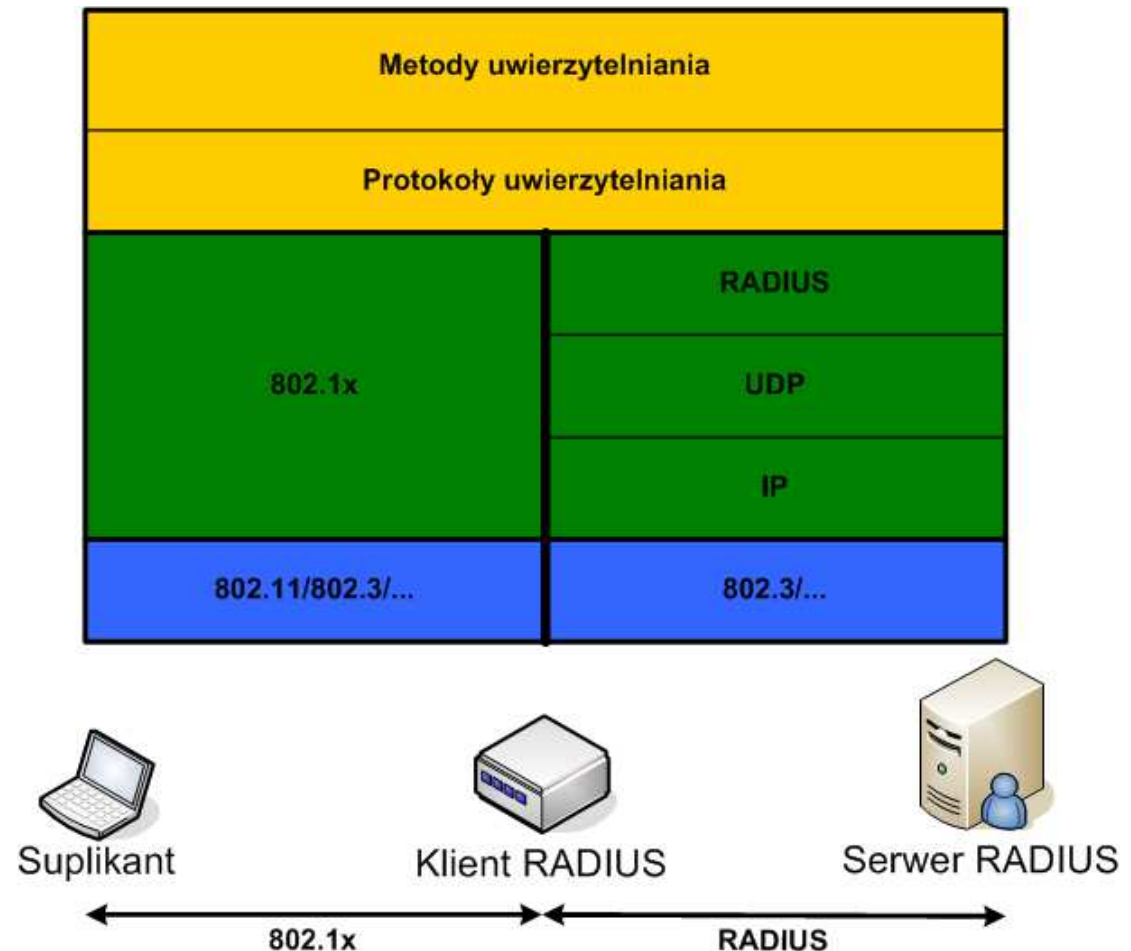 Metody uwierzytelniania
Protokoły uwierzytelniania
802.1x
RADIUS
UDP
IP
802.11/802.3/...
802.3/...
Suplikant
Klient RADIUS
Serwer RADIUS
802.1x
RADIUS